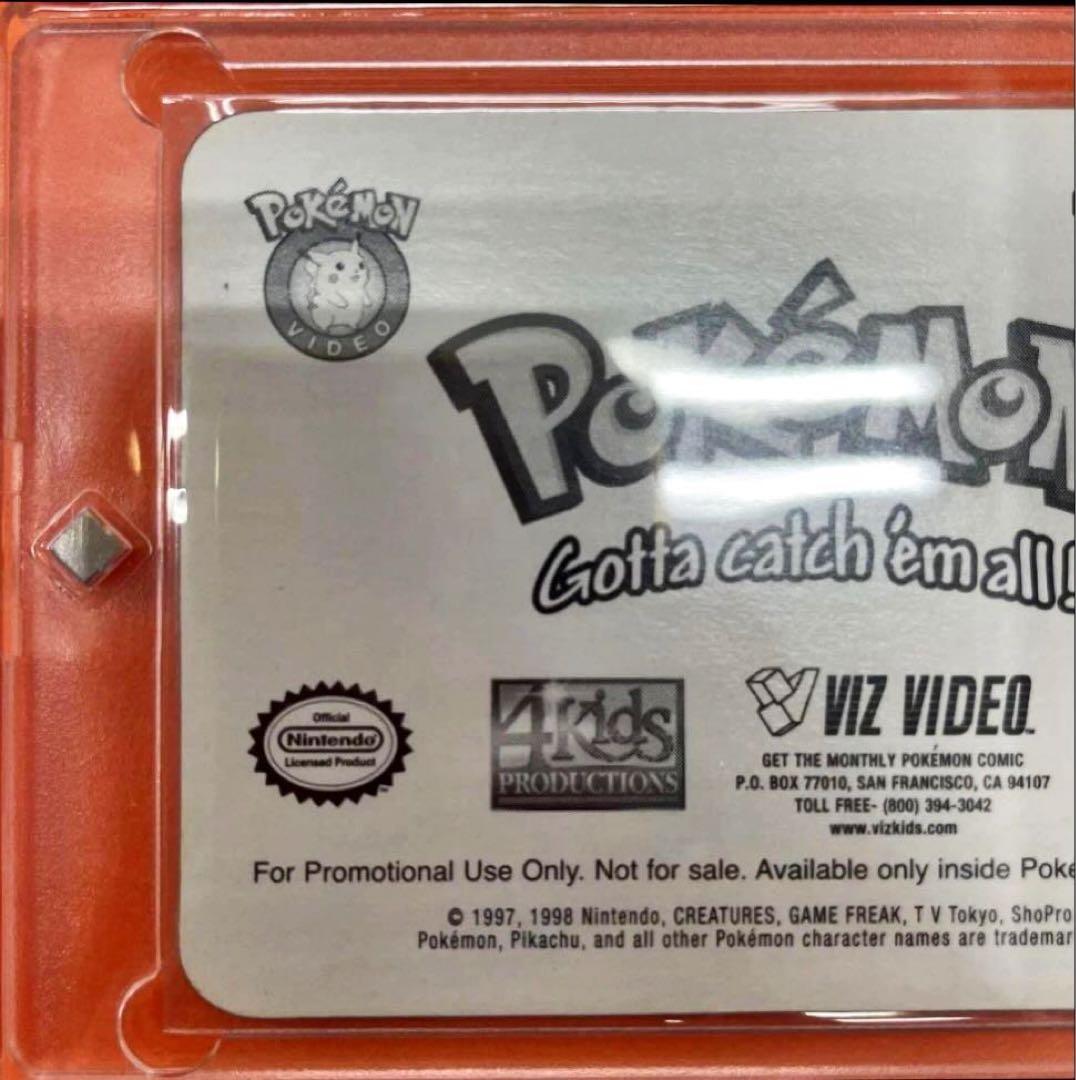 POKéMON
VIDEO
POKéMON
Gotta catch 'em all!
Official
Nintendo
Licensed Product
4Kids
PRODUCTIONS
VIZ VIDEO™
GET THE MONTHLY POKÉMON COMIC
P.O. BOX 77010, SAN FRANCISCO, CA 94107
TOLL FREE- (800) 394-3042
www.vizkids.com
For Promotional Use Only. Not for sale. Available only inside Poké
© 1997, 1998 Nintendo, CREATURES, GAME FREAK, T V Tokyo, ShoPro
Pokémon, Pikachu, and all other Pokémon character names are trademar